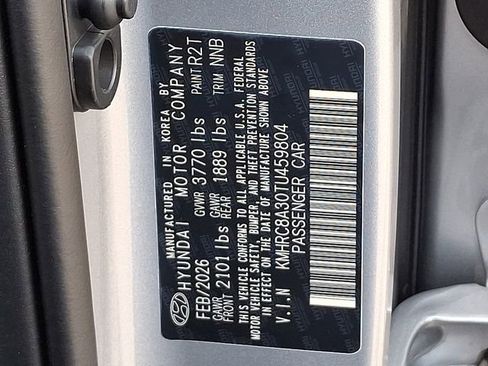 MANUFACTURED IN KOREA BY
HYUNDAI MOTOR COMPANY
FEB/2026 GVWR 3770 lbs PAINT R2T
GAWR FRONT 2101 lbs GAWR REAR 1889 lbs TRIM NNB
THIS VEHICLE CONFORMS TO ALL APPLICABLE U.S.A. FEDERAL
MOTOR VEHICLE SAFETY, BUMPER, AND THEFT PREVENTION STANDARDS
IN EFFECT ON THE DATE OF MANUFACTURE SHOWN ABOVE.
V.I.N KMHRC8A30TU459804
PASSENGER CAR